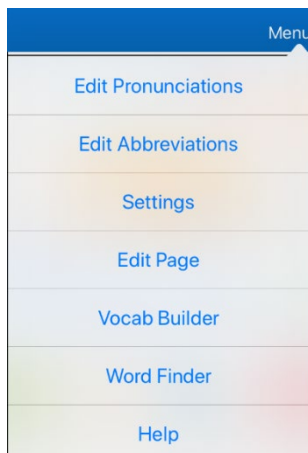 Menu
Edit Pronunciations
Edit Abbreviations
Settings
Edit Page
Vocab Builder
Word Finder
Help